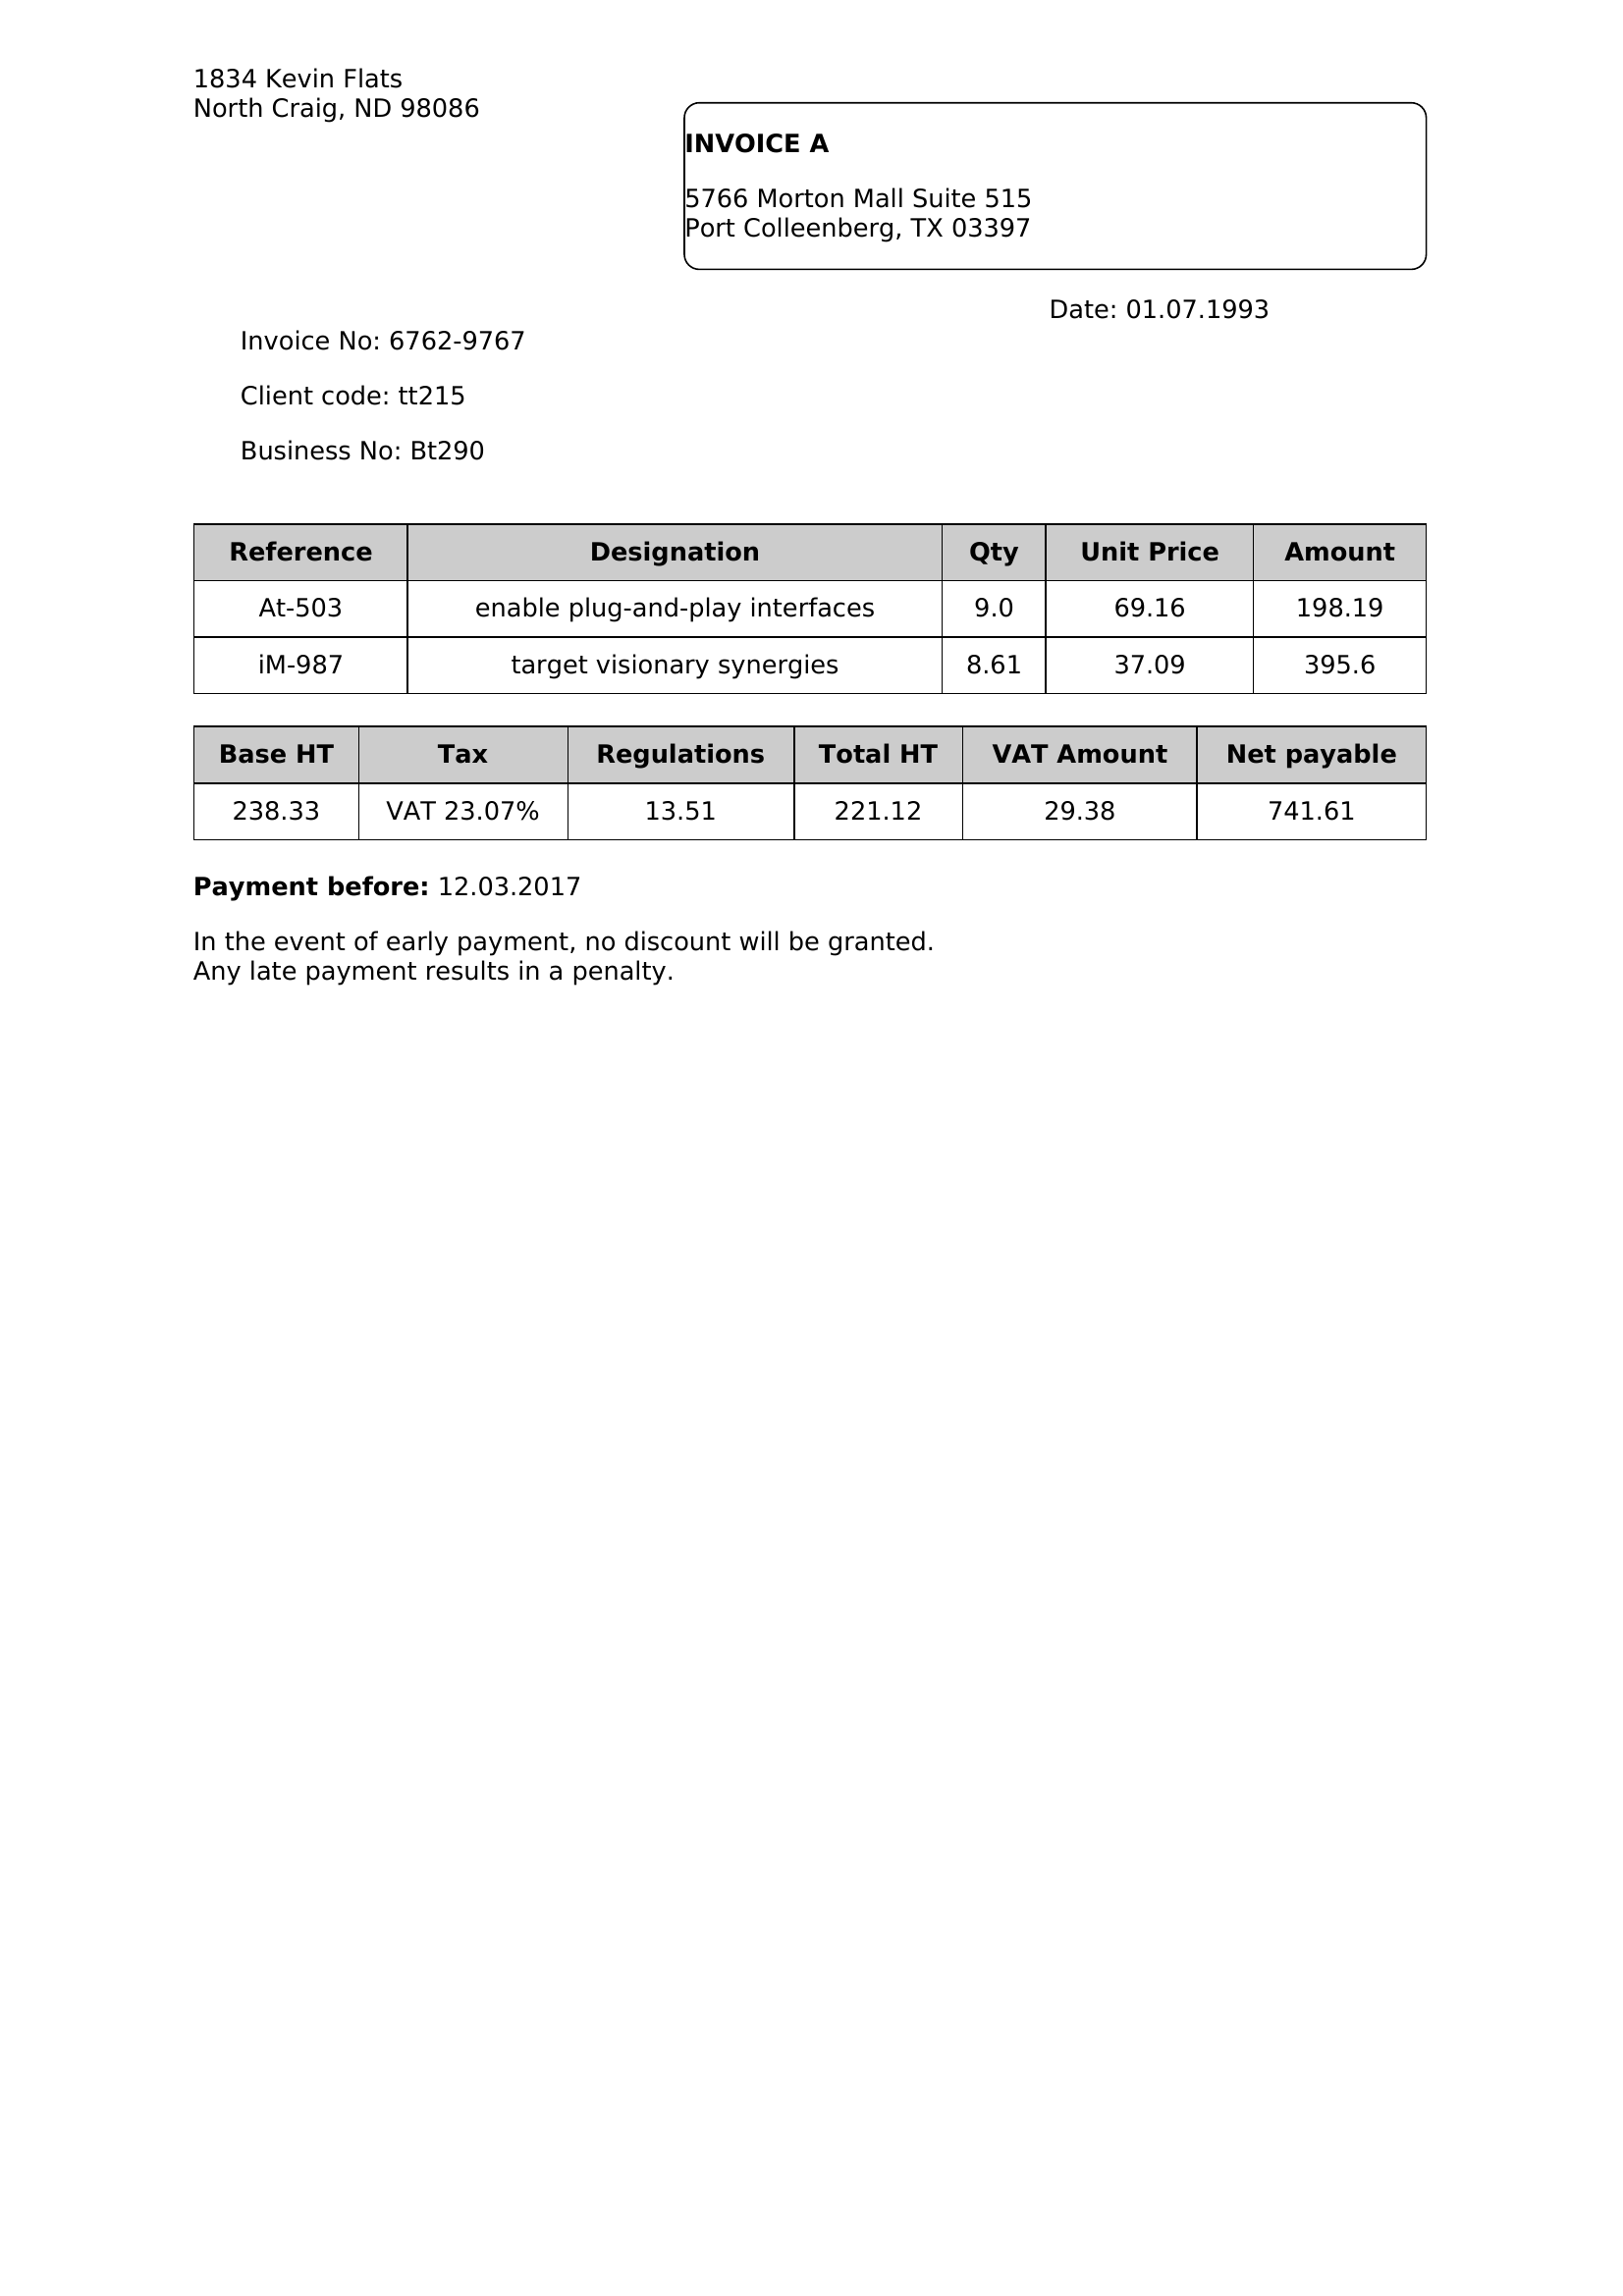 1834 Kevin Flats
North Craig, ND 98086
INVOICE A
5766 Morton Mall Suite 515
Port Colleenberg, TX 03397
Date: 01.07.1993
Invoice No: 6762-9767
Client code: tt215
Business No: Bt290
Reference Designation Qty Unit Price Amount
At-503 enable plug-and-play interfaces 9.0 69.16 198.19
iM-987 target visionary synergies 8.61 37.09 395.6
Base HT Tax Regulations Total HT VAT Amount Net payable
238.33 VAT 23.07% 13.51 221.12 29.38 741.61
Payment before: 12.03.2017
In the event of early payment, no discount will be granted.
Any late payment results in a penalty.